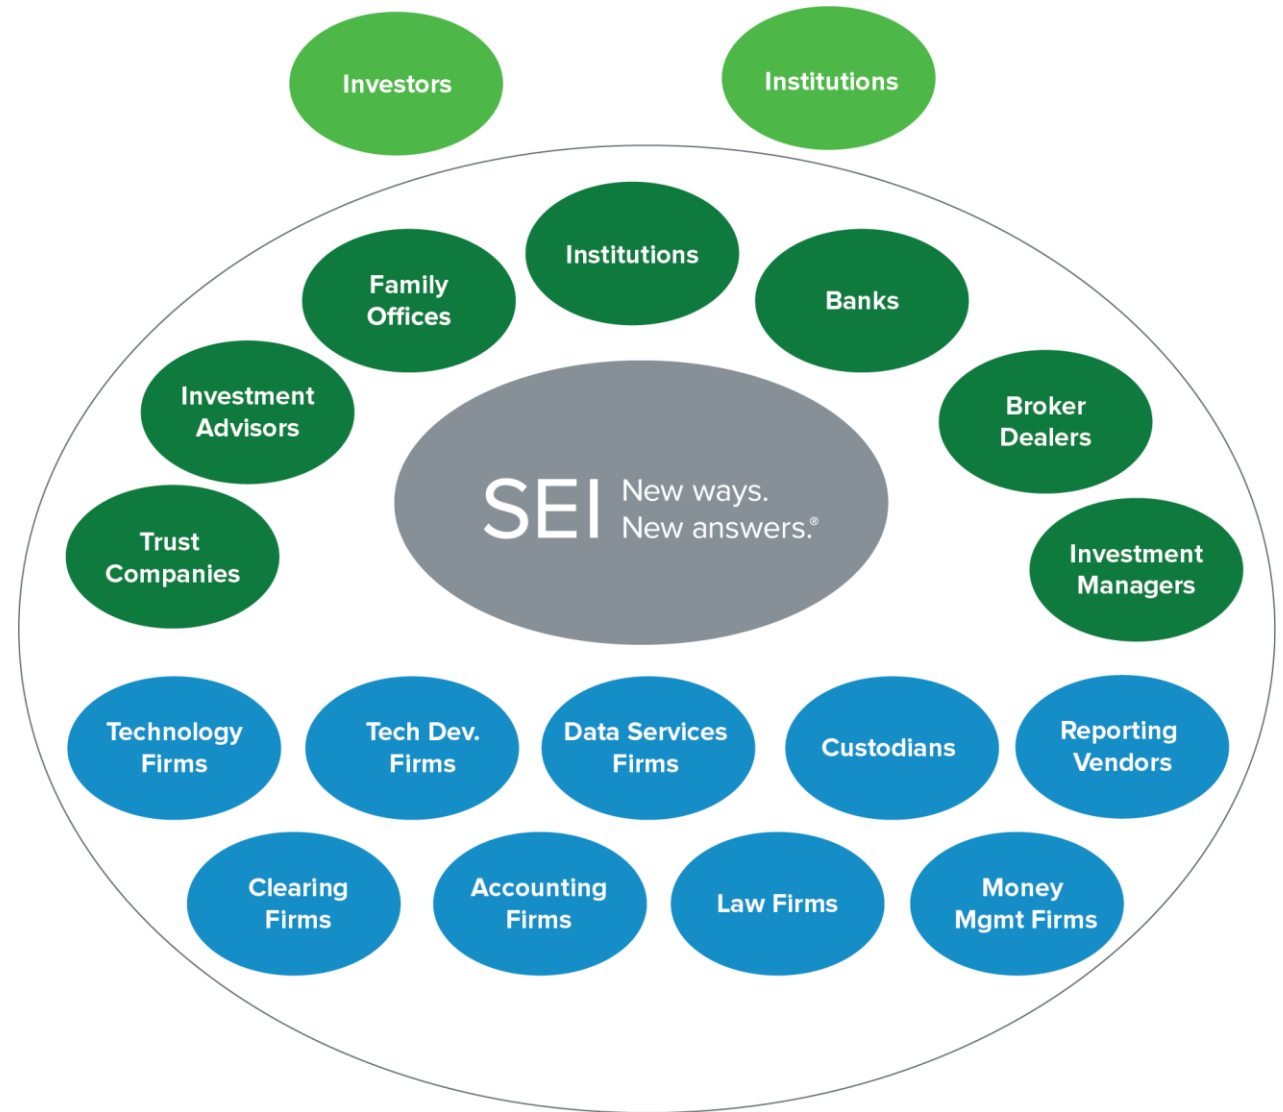 Investors
Institutions
Institutions
Family
Offices
Banks
Investment
Advisors
Broker
Dealers
SEI New ways.
New answers.®
Trust
Companies
Investment
Managers
Technology
Firms
Tech Dev.
Firms
Data Services
Firms
Custodians
Reporting
Vendors
Clearing
Firms
Accounting
Firms
Law Firms
Money
Mgmt Firms